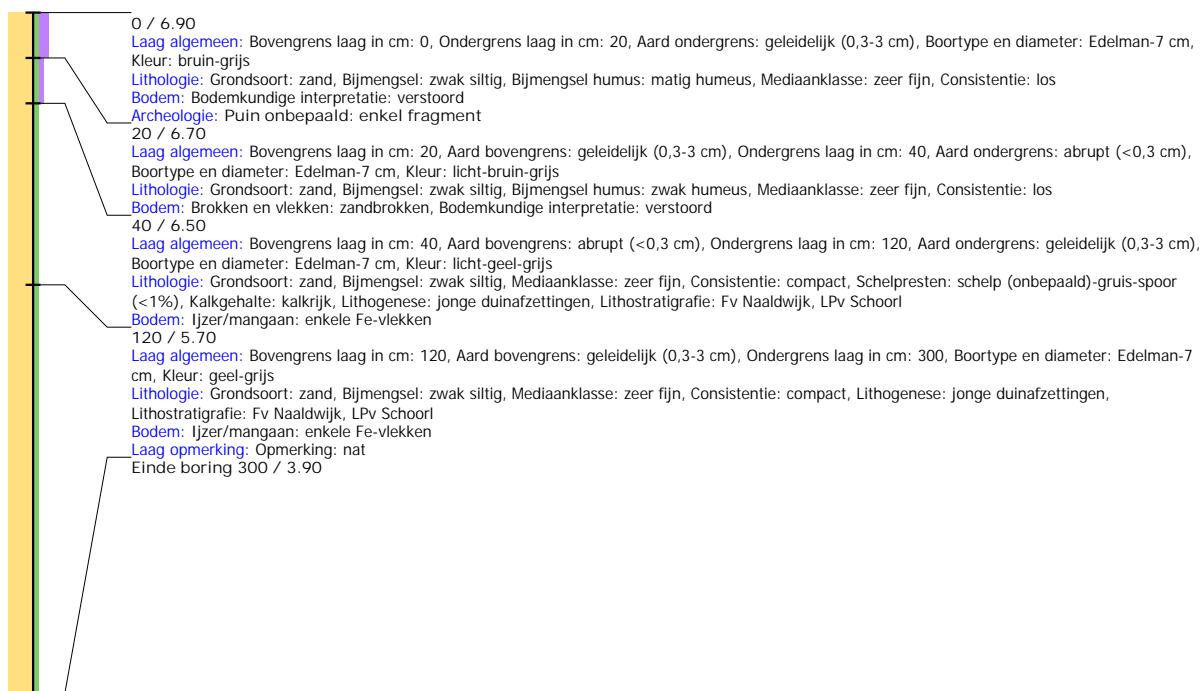 0 / 6.90
Laag algemeen: Bovengrens laag in cm: 0, Ondergrens laag in cm: 20, Aard ondergrens: geleidelijk (0,3-3 cm), Boortype en diameter: Edelman-7 cm,
Kleur: bruin-grijs
Lithologie: Grondsoort: zand, Bijmengsel: zwak siltig, Bijmengsel humus: matig humeus, Mediaanklasse: zeer fijn, Consistentie: los
Bodem: Bodemkundige interpretatie: verstoord
Archeologie: Puin onbepaald: enkel fragment
20 / 6.70
Laag algemeen: Bovengrens laag in cm: 20, Aard bovengrens: geleidelijk (0,3-3 cm), Ondergrens laag in cm: 40, Aard ondergrens: abrupt (<0,3 cm),
Boortype en diameter: Edelman-7 cm, Kleur: licht-bruin-grijs
Lithologie: Grondsoort: zand, Bijmengsel: zwak siltig, Bijmengsel humus: zwak humeus, Mediaanklasse: zeer fijn, Consistentie: los
Bodem: Brokken en vlekken: zandbrokken, Bodemkundige interpretatie: verstoord
40 / 6.50
Laag algemeen: Bovengrens laag in cm: 40, Aard bovengrens: abrupt (<0,3 cm), Ondergrens laag in cm: 120, Aard ondergrens: geleidelijk (0,3-3 cm),
Boortype en diameter: Edelman-7 cm, Kleur: licht-geel-grijs
Lithologie: Grondsoort: zand, Bijmengsel: zwak siltig, Mediaanklasse: zeer fijn, Consistentie: compact, Schelpresten: schelp (onbepaald)-gruis-spoor
(<1%), Kalkgehalte: kalkrijk, Lithogenese: jonge duinafzettingen, Lithostratigrafie: Fv Naaldwijk, LPv Schoorl
Bodem: Ijzer/mangaan: enkele Fe-vlekken
120 / 5.70
Laag algemeen: Bovengrens laag in cm: 120, Aard bovengrens: geleidelijk (0,3-3 cm), Ondergrens laag in cm: 300, Boortype en diameter: Edelman-7
cm, Kleur: geel-grijs
Lithologie: Grondsoort: zand, Bijmengsel: zwak siltig, Mediaanklasse: zeer fijn, Consistentie: compact, Lithogenese: jonge duinafzettingen,
Lithostratigrafie: Fv Naaldwijk, LPv Schoorl
Bodem: Ijzer/mangaan: enkele Fe-vlekken
Laag opmerking: Opmerking: nat
Einde boring 300 / 3.90